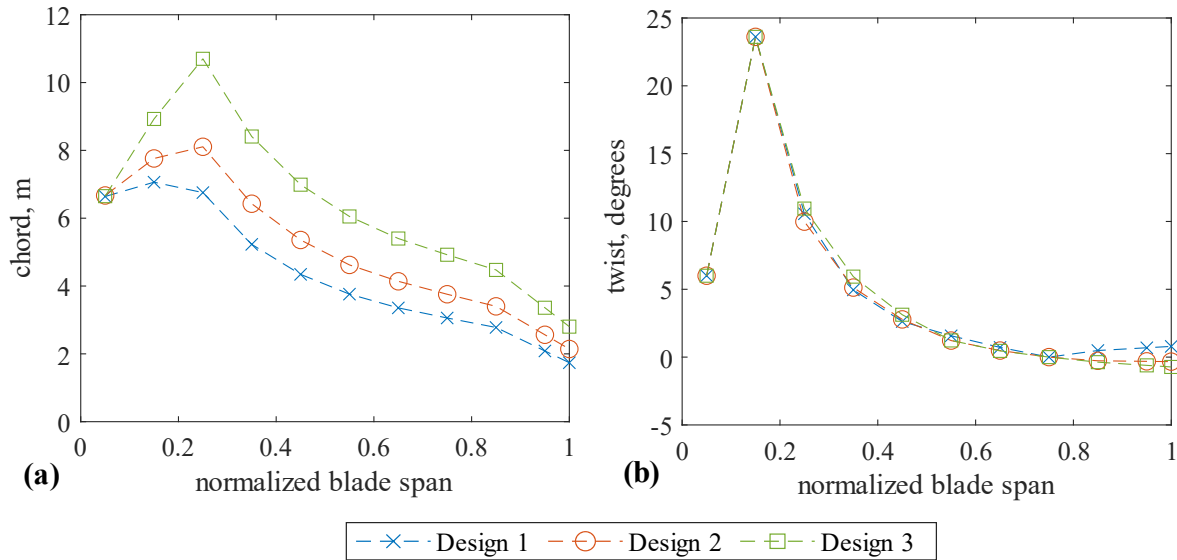 12
10
8
6
4
2
0
chord, m
0
0.2
0.4
0.6
0.8
1
normalized blade span
(a)
25
20
15
10
5
0
-5
twist, degrees
0
0.2
0.4
0.6
0.8
1
normalized blade span
(b)
Design 1
Design 2
Design 3